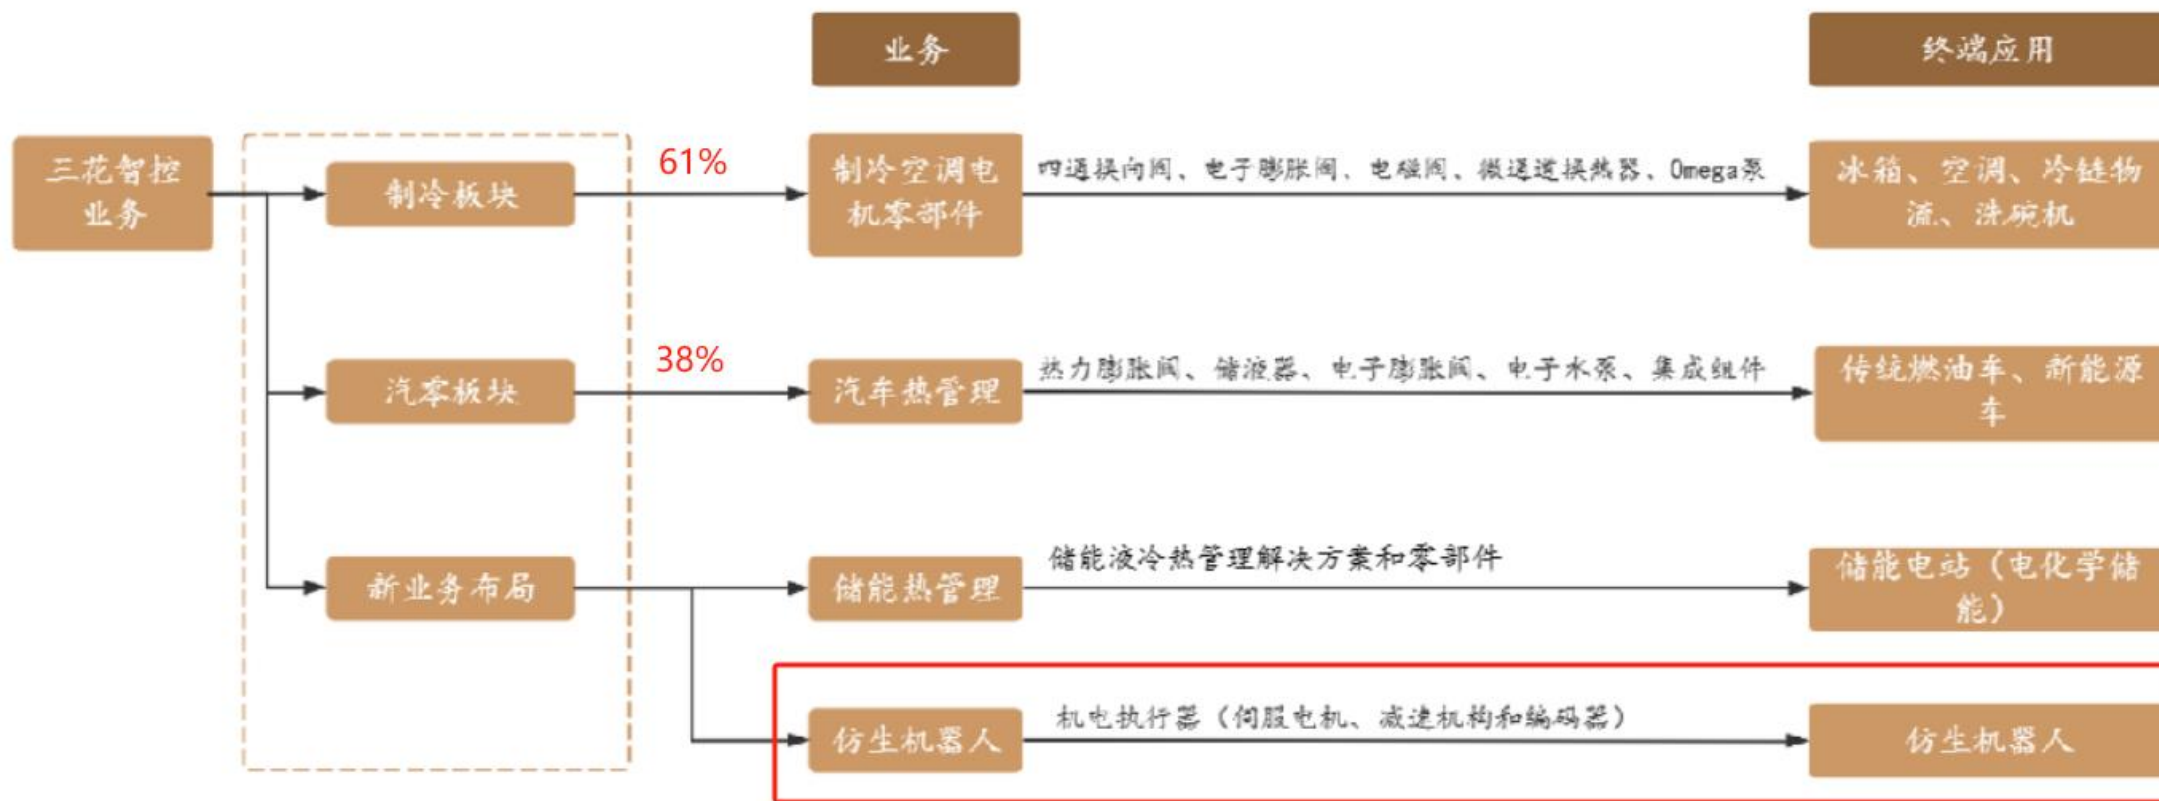 业务
终端应用
三花智控
业务
制冷板块
61%
制冷空调电
机零部件
四通换向阀、电子膨胀阀、电磁阀、微通道换热器、Omega泵
冰箱、空调、冷链物
流、洗碗机
汽零板块
38%
汽车热管理
热力膨胀阀、储液器、电子膨胀阀、电子水泵、集成组件
传统燃油车、新能源
车
新业务布局
储能热管理
储能液冷热管理解决方案和零部件
储能电站（电化学储
能）
仿生机器人
机电执行器（伺服电机、减速机构和编码器）
仿生机器人